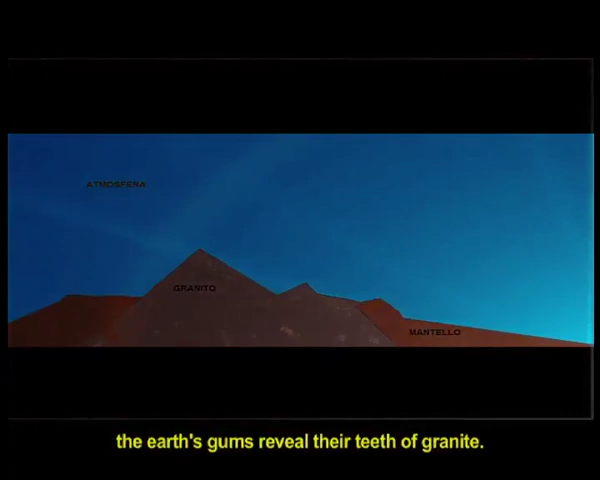 ATMOSFERA
GRANITO
MANTELLO
the earth's gums reveal their teeth of granite.